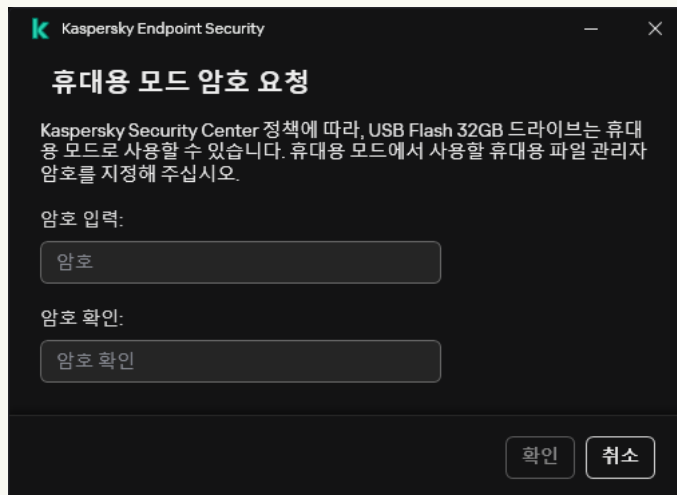 Kaspersky Endpoint Security
휴대용 모드 암호 요청
Kaspersky Security Center 정책에 따라, USB Flash 32GB 드라이브는 휴대
용 모드로 사용할 수 있습니다. 휴대용 모드에서 사용할 휴대용 파일 관리자
암호를 지정해 주십시오.
암호 입력:
암호
암호 확인:
암호 확인
확인 취소